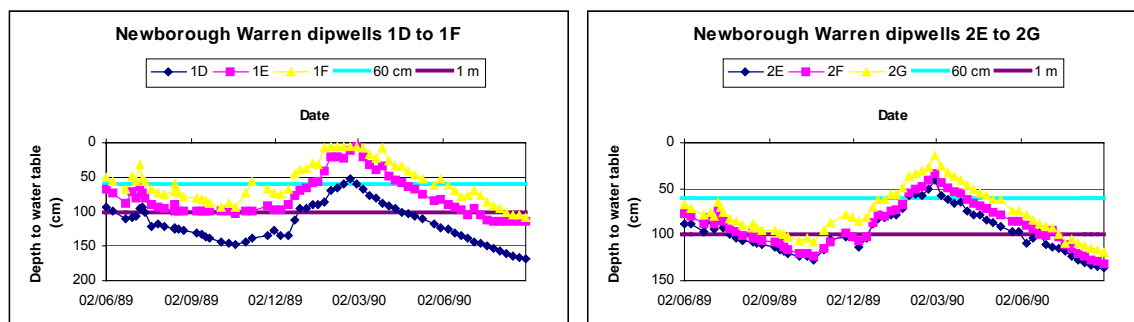 Newborough Warren dipwells 1D to 1F
1D 1E 1F 60 cm 1 m
Date
Depth to water table
(cm)
0
50
100
150
200
02/06/89 02/09/89 02/12/89 02/03/90 02/06/90
Newborough Warren dipwells 2E to 2G
2E 2F 2G 60 cm 1 m
Date
Depth to water table
(cm)
0
50
100
150
02/06/89 02/09/89 02/12/89 02/03/90 02/06/90